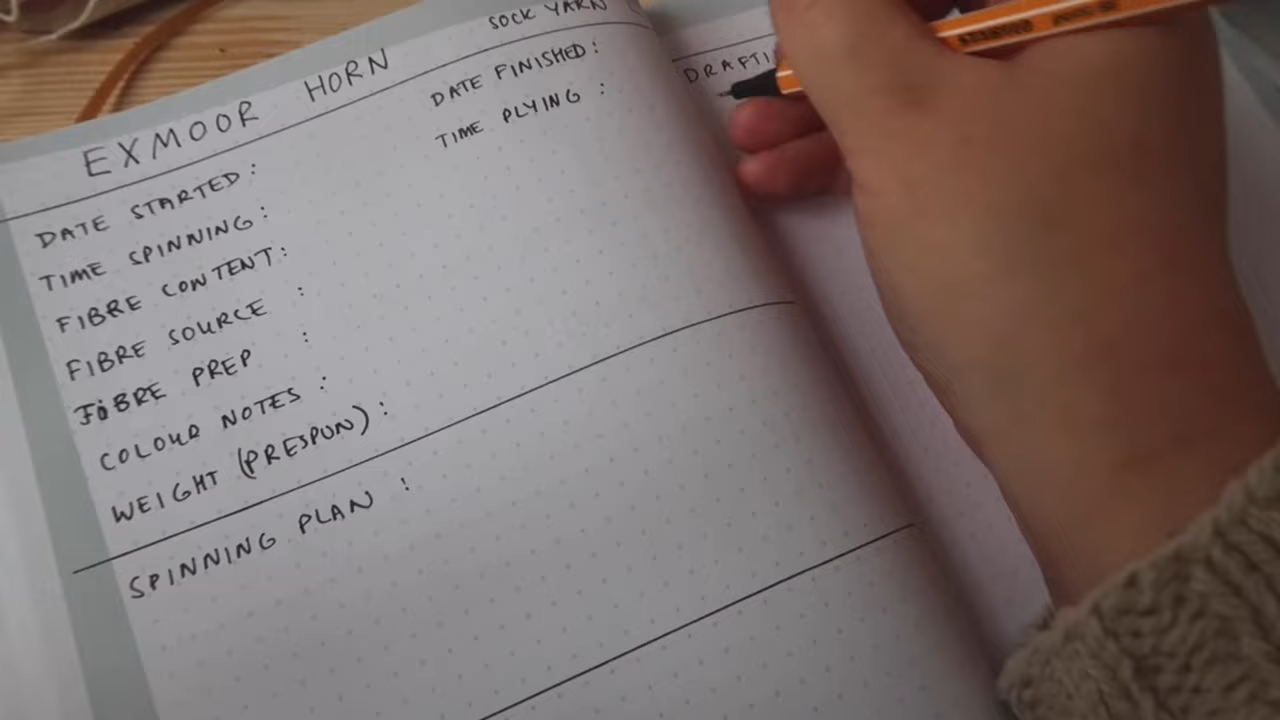 EXMOOR HORN
SOCK YARN
DATE STARTED:
DATE FINISHED:
TIME SPINNING:
TIME PLYING :
FIBRE CONTENT:
FIBRE SOURCE :
FIBRE PREP :
COLOUR NOTES :
WEIGHT (PRESPUN) :
SPINNING PLAN :
DRAFTI